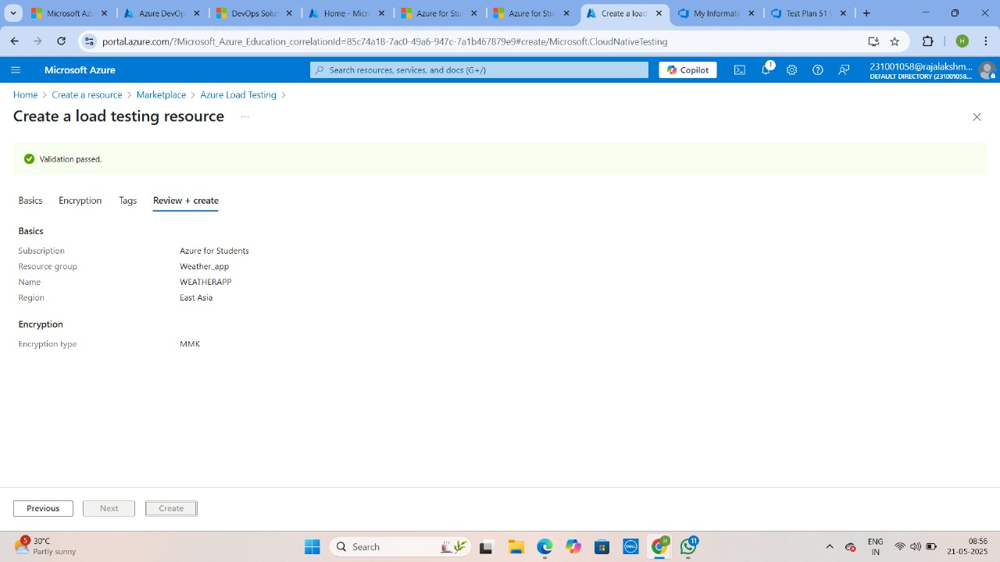 Microsoft Az
Azure DevOp
DevOps Solut
Home - Micro
Azure for Stu
Azure for Stu
Create a load
My Informati
Test Plan 51
portal.azure.com/?Microsoft_Azure_Education_correlationId=85c74a18-7ac0-49a6-947c-7a1b467879e9#create/Microsoft.CloudNativeTesting
H
Microsoft Azure
Search resources, services, and docs (G+/)
Copilot
1
231001058@rajalakshm...
DEFAULT DIRECTORY (231001058...
Home > Create a resource > Marketplace > Azure Load Testing >
Create a load testing resource ...
Validation passed.
Basics Encryption Tags Review + create
Basics
Subscription Azure for Students
Resource group Weather_app
Name WEATHERAPP
Region East Asia
Encryption
Encryption type MMK
Previous Next Create
5
30°C
Partly sunny
Search
DELL
H
11
ENG
IN
08:56
21-05-2025